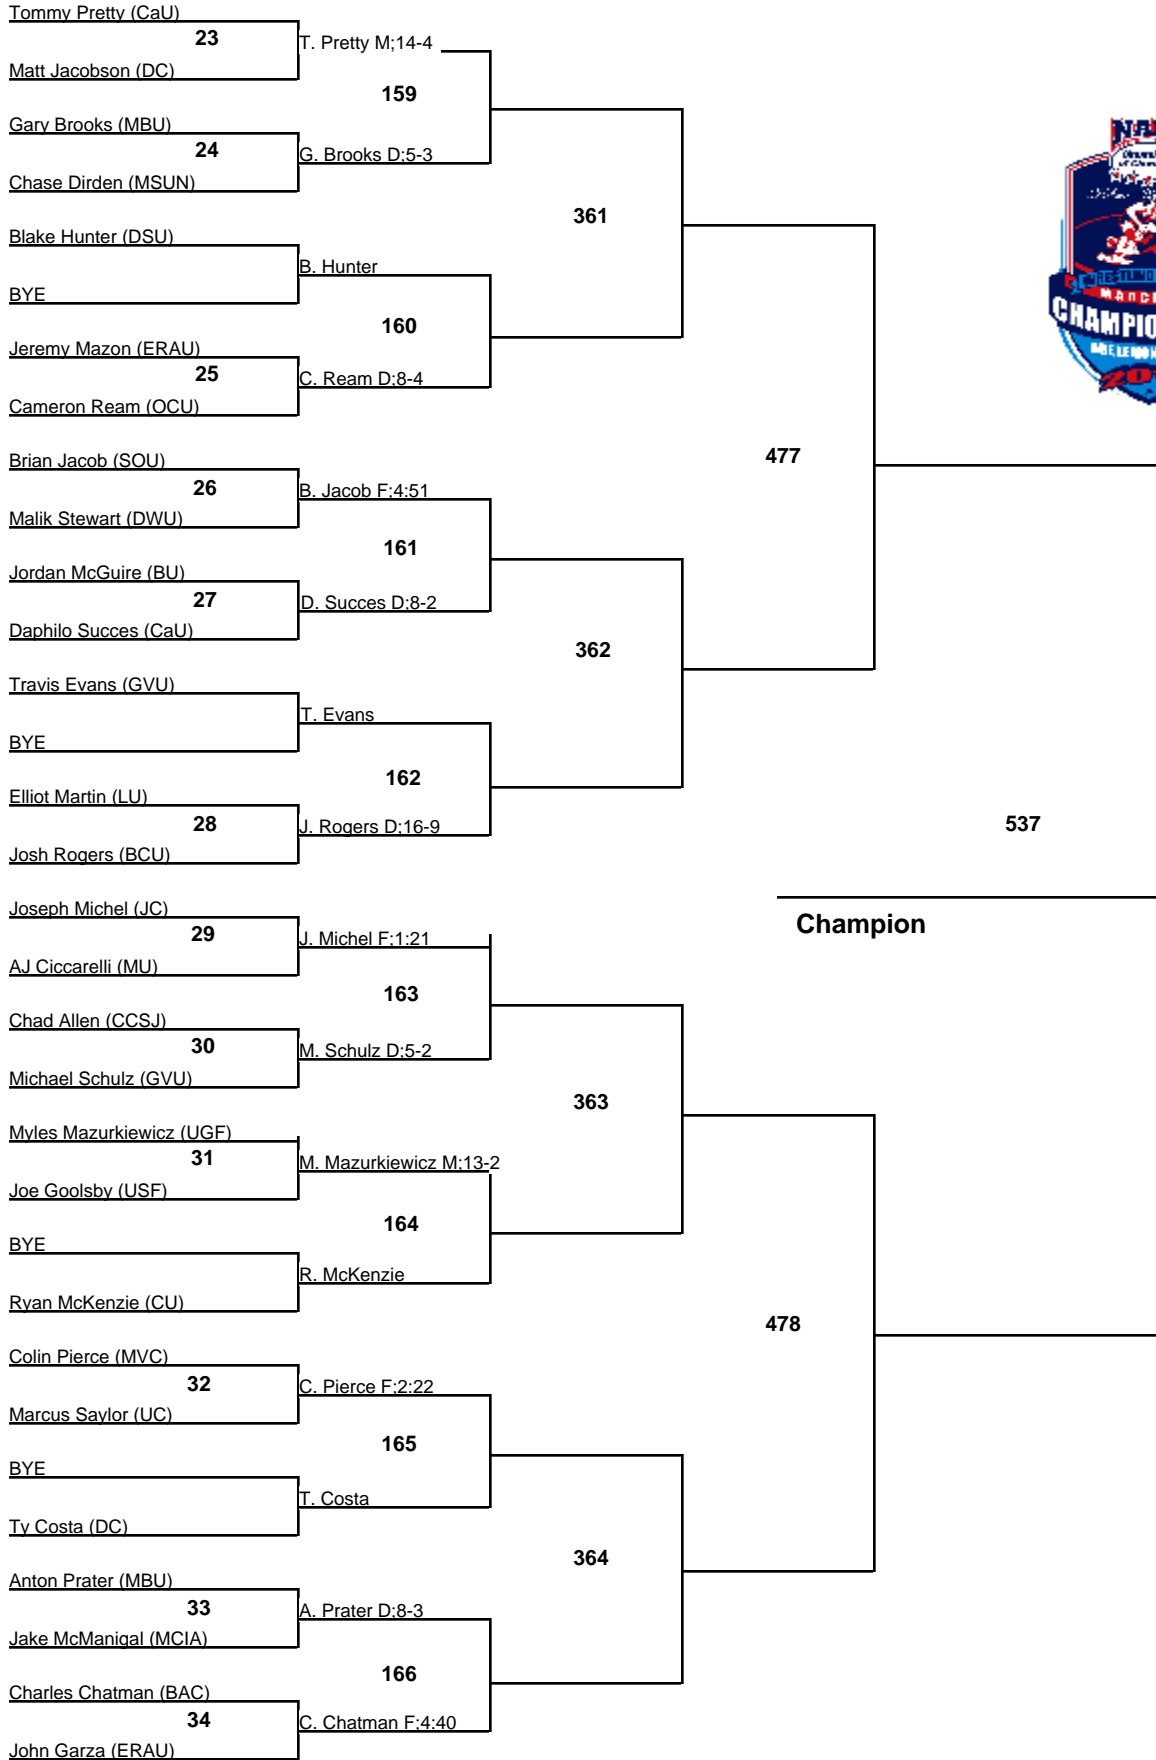 Tommy Pretty (CaU)
23
T. Pretty M;14-4
Matt Jacobson (DC)
159
Gary Brooks (MBU)
24
G. Brooks D;5-3
Chase Dirden (MSUN)
361
Blake Hunter (DSU)
B. Hunter
BYE
160
Jeremy Mazon (ERAU)
25
C. Ream D;8-4
Cameron Ream (OCU)
477
Brian Jacob (SOU)
26
B. Jacob F;4:51
Malik Stewart (DWU)
161
Jordan McGuire (BU)
27
D. Succes D;8-2
Daphilo Succes (CaU)
362
Travis Evans (GVU)
T. Evans
BYE
162
Elliot Martin (LU)
28
J. Rogers D;16-9
Josh Rogers (BCU)
537
Champion
Joseph Michel (JC)
29
J. Michel F;1:21
AJ Ciccarelli (MU)
163
Chad Allen (CCSJ)
30
M. Schulz D;5-2
Michael Schulz (GVU)
363
Myles Mazurkiewicz (UGF)
31
M. Mazurkiewicz M;13-2
Joe Goolsby (USF)
164
BYE
R. McKenzie
Ryan McKenzie (CU)
478
Colin Pierce (MVC)
32
C. Pierce F;2:22
Marcus Saylor (UC)
165
BYE
T. Costa
Ty Costa (DC)
364
Anton Prater (MBU)
33
A. Prater D;8-3
Jake McManigal (MCIA)
166
Charles Chatman (BAC)
34
C. Chatman F;4:40
John Garza (ERAU)